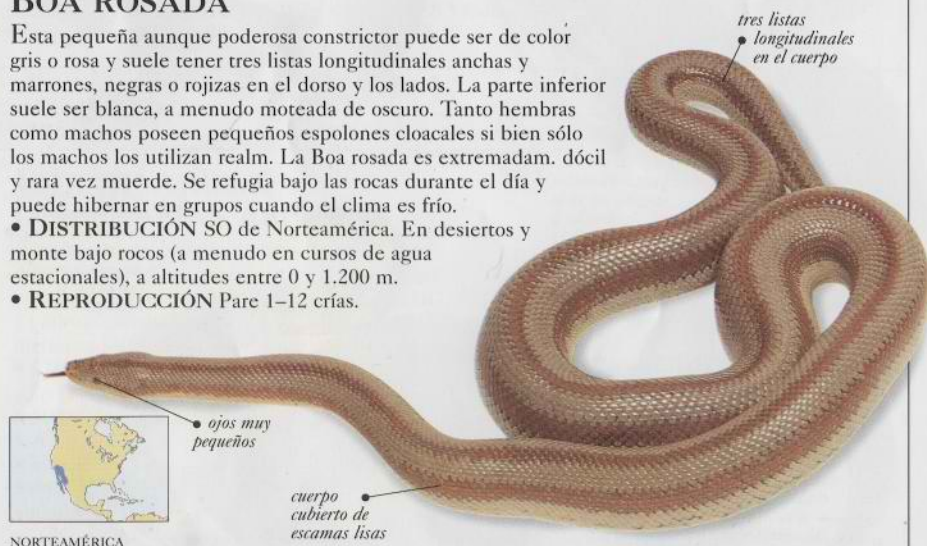 BOA ROSADA
Esta pequeña aunque poderosa constrictor puede ser de color
gris o rosa y suele tener tres listas longitudinales anchas y
marrones, negras o rojizas en el dorso y los lados. La parte inferior
suele ser blanca, a menudo moteada de oscuro. Tanto hembras
como machos poseen pequeños espolones cloacales si bien sólo
los machos los utilizan realm. La Boa rosada es extremadam. dócil
y rara vez muerde. Se refugia bajo las rocas durante el día y
puede hibernar en grupos cuando el clima es frío.
• DISTRIBUCIÓN SO de Norteamérica. En desiertos y
monte bajo rocos (a menudo en cursos de agua
estacionales), a altitudes entre 0 y 1.200 m.
• REPRODUCCIÓN Pare 1–12 crías.
tres listas
longitudinales
en el cuerpo
ojos muy
pequeños
cuerpo
cubierto de
escamas lisas
NORTEAMÉRICA